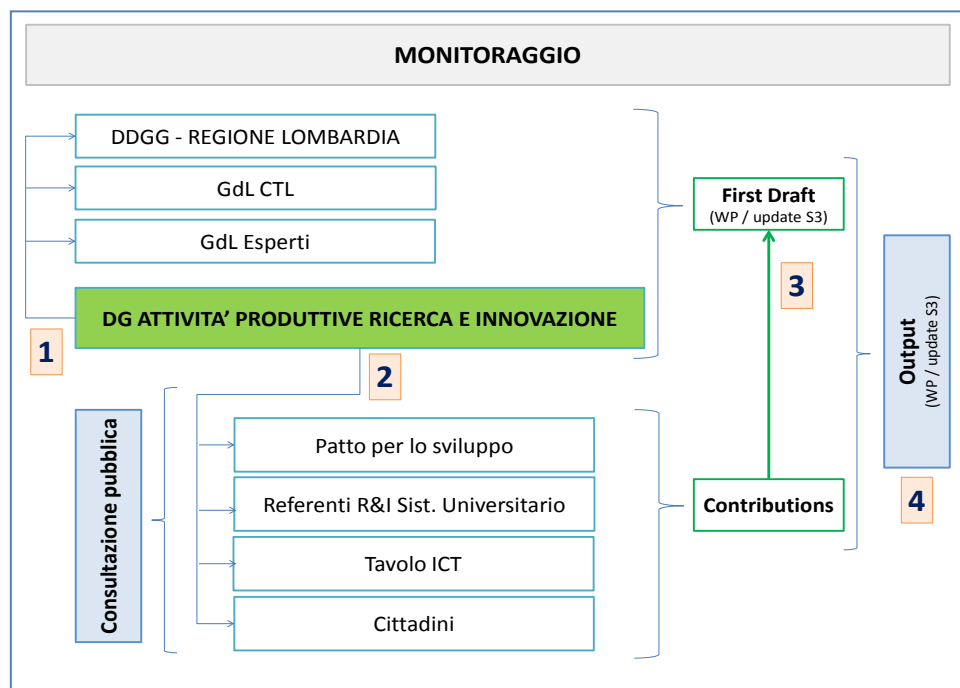 MONITORAGGIO
DDGG - REGIONE LOMBARDIA
GdL CTL
GdL Esperti
DG ATTIVITA’ PRODUTTIVE RICERCA E INNOVAZIONE
1
2
First Draft
(WP / update S3)
3
Output
(WP / update S3)
4
Consultazione pubblica
Patto per lo sviluppo
Referenti R&I Sist. Universitario
Tavolo ICT
Cittadini
Contributions